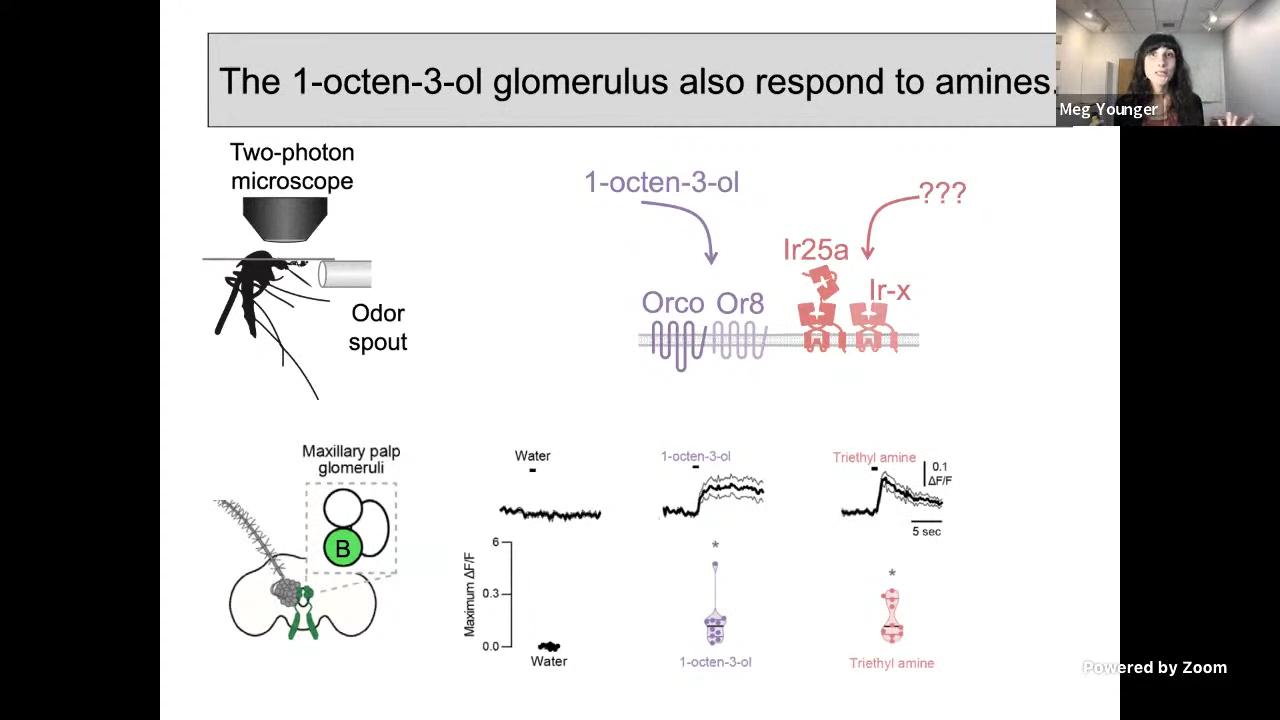 The 1-octen-3-ol glomerulus also respond to amines.
Meg Younger
Two-photon
microscope
Odor
spout
1-octen-3-ol
???
Ir25a
Ir-x
Orco Or8
Maxillary palp
glomeruli
B
Water
1-octen-3-ol
Triethyl amine
0.1
ΔF/F
5 sec
*
*
Maximum ΔF/F
6
0.3
0.0
Water
1-octen-3-ol
Triethyl amine
Powered by Zoom